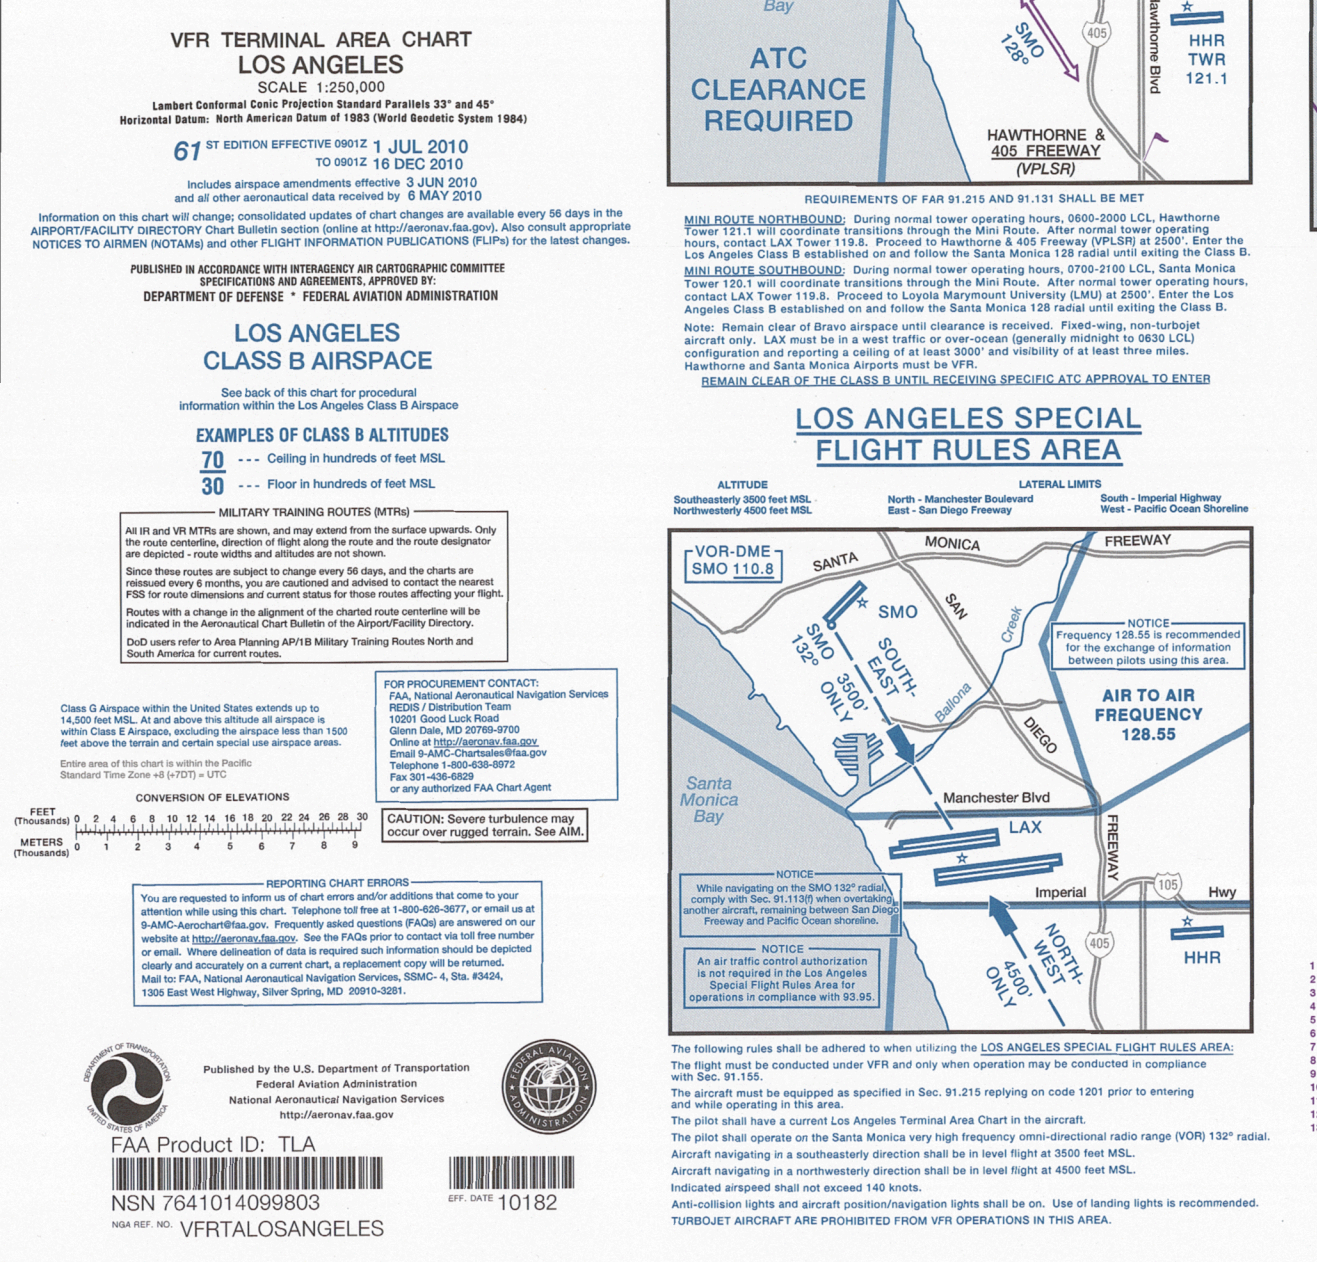 VFR TERMINAL AREA CHART
LOS ANGELES
SCALE 1:250,000
Lambert Conformal Conic Projection Standard Parallels 33° and 45°
Horizontal Datum: North American Datum of 1983 (World Geodetic System 1984)
61ST EDITION EFFECTIVE 0901Z 1 JUL 2010
TO 0901Z 16 DEC 2010
Includes airspace amendments effective 3 JUN 2010
and all other aeronautical data received by 6 MAY 2010
Information on this chart will change; consolidated updates of chart changes are available every 56 days in the
AIRPORT/FACILITY DIRECTORY Chart Bulletin section (online at http://aeronav.faa.gov). Also consult appropriate
NOTICES TO AIRMEN (NOTAMs) and other FLIGHT INFORMATION PUBLICATIONS (FLIPs) for the latest changes.
PUBLISHED IN ACCORDANCE WITH INTERAGENCY AIR CARTOGRAPHIC COMMITTEE
SPECIFICATIONS AND AGREEMENTS, APPROVED BY:
DEPARTMENT OF DEFENSE * FEDERAL AVIATION ADMINISTRATION
LOS ANGELES
CLASS B AIRSPACE
See back of this chart for procedural
information within the Los Angeles Class B Airspace
EXAMPLES OF CLASS B ALTITUDES
70 --- Ceiling in hundreds of feet MSL
30 --- Floor in hundreds of feet MSL
MILITARY TRAINING ROUTES (MTRs)
All IR and VR MTRs are shown, and may extend from the surface upwards. Only
the route centerline, direction of flight along the route and the route designator
are depicted - route widths and altitudes are not shown.
Since these routes are subject to change every 56 days, and the charts are
reissued every 6 months, you are cautioned and advised to contact the nearest
FSS for route dimensions and current status for those routes affecting your flight.
Routes with a change in the alignment of the charted route centerline will be
indicated in the Aeronautical Chart Bulletin of the Airport/Facility Directory.
DoD users refer to Area Planning AP/1B Military Training Routes North and
South America for current routes.
Class G Airspace within the United States extends up to
14,500 feet MSL. At and above this altitude all airspace is
within Class E Airspace, excluding the airspace less than 1500
feet above the terrain and certain special use airspace areas.
Entire area of this chart is within the Pacific
Standard Time Zone +8 (+7DT) = UTC
FOR PROCUREMENT CONTACT:
FAA, National Aeronautical Navigation Services
REDIS / Distribution Team
10201 Good Luck Road
Glenn Dale, MD 20769-9700
Online at http://aeronav.faa.gov
Email 9-AMC-Chartsales@faa.gov
Telephone 1-800-638-8972
Fax 301-436-6829
or any authorized FAA Chart Agent
CONVERSION OF ELEVATIONS
FEET (Thousands) 0 2 4 6 8 10 12 14 16 18 20 22 24 26 28 30
METERS (Thousands) 0 1 2 3 4 5 6 7 8 9
CAUTION: Severe turbulence may
occur over rugged terrain. See AIM.
REPORTING CHART ERRORS
You are requested to inform us of chart errors and/or additions that come to your
attention while using this chart. Telephone toll free at 1-800-626-3677, or email us at
9-AMC-Aerochart@faa.gov. Frequently asked questions (FAQs) are answered on our
website at http://aeronav.faa.gov. See the FAQs prior to contact via toll free number
or email. Where delineation of data is required such information should be depicted
clearly and accurately on a current chart, a replacement copy will be returned.
Mail to: FAA, National Aeronautical Navigation Services, SSMC- 4, Sta. #3424,
1305 East West Highway, Silver Spring, MD 20910-3281.
DEPARTMENT OF TRANSPORTATION
UNITED STATES OF AMERICA
Published by the U.S. Department of Transportation
Federal Aviation Administration
National Aeronautical Navigation Services
http://aeronav.faa.gov
FEDERAL AVIATION
ADMINISTRATION
FAA Product ID: TLA
NSN 7641014099803
EFF. DATE 10182
NGA REF. NO. VFRTALOSANGELES
Bay
ATC
CLEARANCE
REQUIRED
SMO
128°
405
Hawthorne Blvd
HHR
TWR
121.1
HAWTHORNE &
405 FREEWAY
(VPLSR)
REQUIREMENTS OF FAR 91.215 AND 91.131 SHALL BE MET
MINI ROUTE NORTHBOUND: During normal tower operating hours, 0600-2000 LCL, Hawthorne
Tower 121.1 will coordinate transitions through the Mini Route. After normal tower operating
hours, contact LAX Tower 119.8. Proceed to Hawthorne & 405 Freeway (VPLSR) at 2500'. Enter the
Los Angeles Class B established on and follow the Santa Monica 128 radial until exiting the Class B.
MINI ROUTE SOUTHBOUND: During normal tower operating hours, 0700-2100 LCL, Santa Monica
Tower 120.1 will coordinate transitions through the Mini Route. After normal tower operating hours,
contact LAX Tower 119.8. Proceed to Loyola Marymount University (LMU) at 2500'. Enter the Los
Angeles Class B established on and follow the Santa Monica 128 radial until exiting the Class B.
Note: Remain clear of Bravo airspace until clearance is received. Fixed-wing, non-turbojet
aircraft only. LAX must be in a west traffic or over-ocean (generally midnight to 0630 LCL)
configuration and reporting a ceiling of at least 3000' and visibility of at least three miles.
Hawthorne and Santa Monica Airports must be VFR.
REMAIN CLEAR OF THE CLASS B UNTIL RECEIVING SPECIFIC ATC APPROVAL TO ENTER
LOS ANGELES SPECIAL
FLIGHT RULES AREA
ALTITUDE
Southeasterly 3500 feet MSL
Northwesterly 4500 feet MSL
LATERAL LIMITS
North - Manchester Boulevard
East - San Diego Freeway
South - Imperial Highway
West - Pacific Ocean Shoreline
VOR-DME
SMO 110.8
SANTA
MONICA
FREEWAY
SMO
SAN
Creek
SMO
132°
SOUTH-
EAST
3500'
ONLY
Ballona
DIEGO
NOTICE
Frequency 128.55 is recommended
for the exchange of information
between pilots using this area.
AIR TO AIR
FREQUENCY
128.55
Santa
Monica
Bay
Manchester Blvd
LAX
FREEWAY
NOTICE
While navigating on the SMO 132° radial,
comply with Sec. 91.113(f) when overtaking
another aircraft, remaining between San Diego
Freeway and Pacific Ocean shoreline.
Imperial
105
Hwy
405
HHR
NORTH-
WEST
4500'
ONLY
NOTICE
An air traffic control authorization
is not required in the Los Angeles
Special Flight Rules Area for
operations in compliance with 93.95.
The following rules shall be adhered to when utilizing the LOS ANGELES SPECIAL FLIGHT RULES AREA:
The flight must be conducted under VFR and only when operation may be conducted in compliance
with Sec. 91.155.
The aircraft must be equipped as specified in Sec. 91.215 replying on code 1201 prior to entering
and while operating in this area.
The pilot shall have a current Los Angeles Terminal Area Chart in the aircraft.
The pilot shall operate on the Santa Monica very high frequency omni-directional radio range (VOR) 132° radial.
Aircraft navigating in a southeasterly direction shall be in level flight at 3500 feet MSL.
Aircraft navigating in a northwesterly direction shall be in level flight at 4500 feet MSL.
Indicated airspeed shall not exceed 140 knots.
Anti-collision lights and aircraft position/navigation lights shall be on. Use of landing lights is recommended.
TURBOJET AIRCRAFT ARE PROHIBITED FROM VFR OPERATIONS IN THIS AREA.